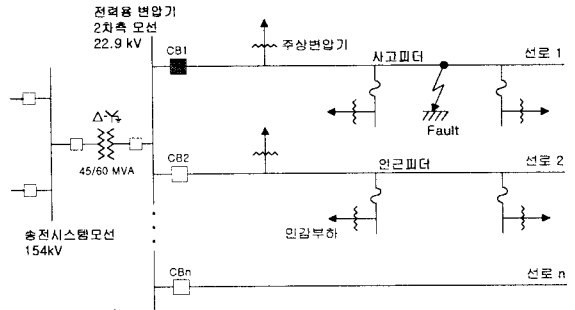 전력용 변압기
2차측 모선
22.9 kV
CB1
주상변압기
사고피더
선로 1
Fault
Δ-Y
45/60 MVA
CB2
인근피더
선로 2
민감부하
송전시스템모선
154kV
CBn
선로 n